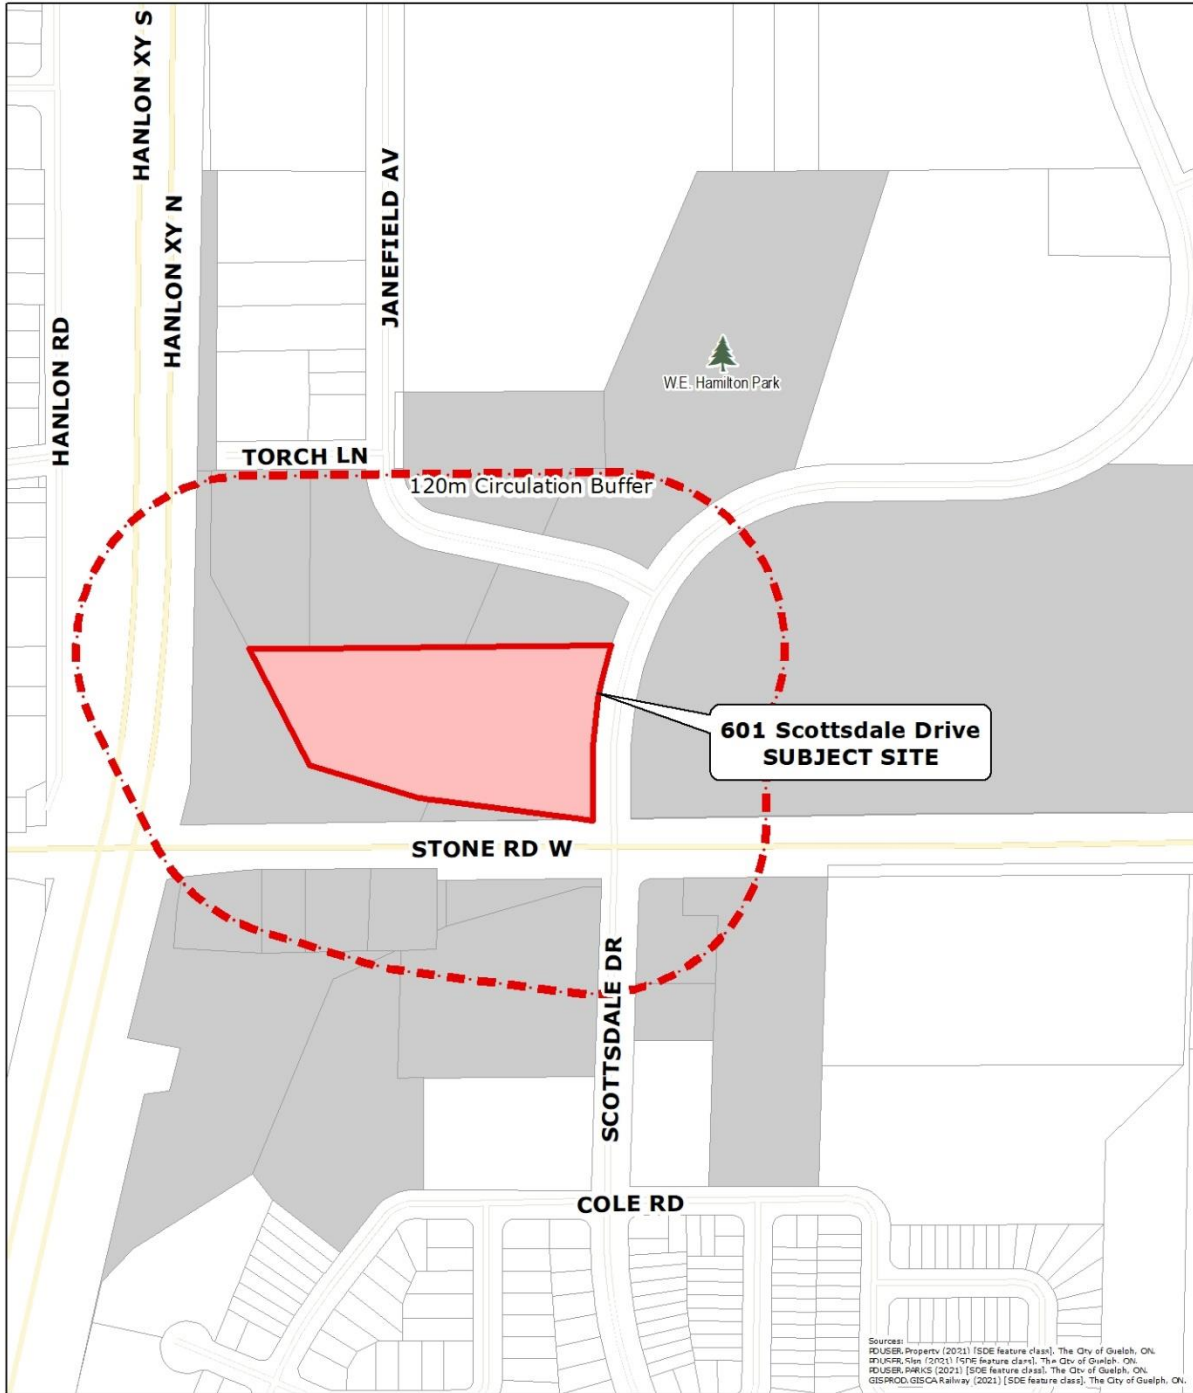 HANLON XY S
HANLON XY N
JANEFIELD AV
HANLON RD
W.E. Hamilton Park
TORCH LN
120m Circulation Buffer
601 Scottsdale Drive
SUBJECT SITE
STONE RD W
SCOTTSDALE DR
COLE RD
Sources:
PDUSER.Property (2021) [SDE feature class]. The City of Guelph, ON.
PDUSER.Slsn (2021) [SDE feature class]. The City of Guelph, ON.
PDUSER.PARKS (2021) [SDE feature class]. The City of Guelph, ON.
GISPROD.GISCA Railway (2021) [SDE feature class]. The City of Guelph, ON.